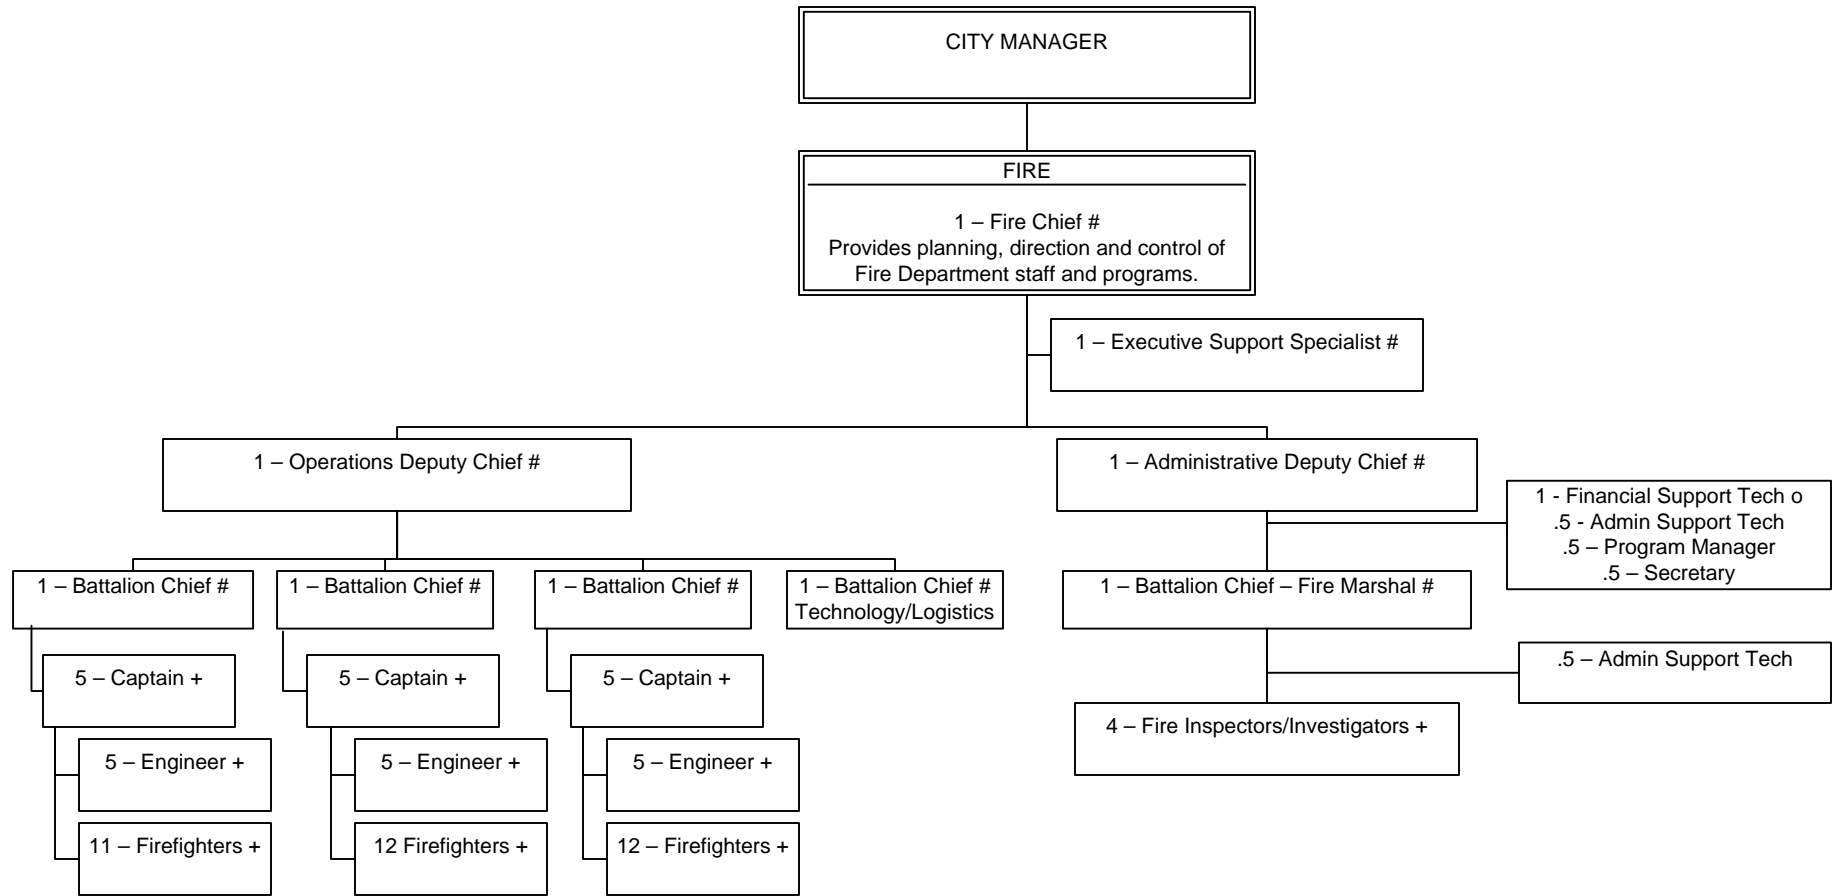 CITY MANAGER
FIRE
1 – Fire Chief #
Provides planning, direction and control of
Fire Department staff and programs.
1 – Executive Support Specialist #
1 – Operations Deputy Chief #
1 – Administrative Deputy Chief #
1 - Financial Support Tech o
.5 - Admin Support Tech
.5 – Program Manager
.5 – Secretary
1 – Battalion Chief #
1 – Battalion Chief #
1 – Battalion Chief #
1 – Battalion Chief #
Technology/Logistics
1 – Battalion Chief – Fire Marshal #
.5 – Admin Support Tech
5 – Captain +
5 – Captain +
5 – Captain +
4 – Fire Inspectors/Investigators +
5 – Engineer +
5 – Engineer +
5 – Engineer +
11 – Firefighters +
12 Firefighters +
12 – Firefighters +